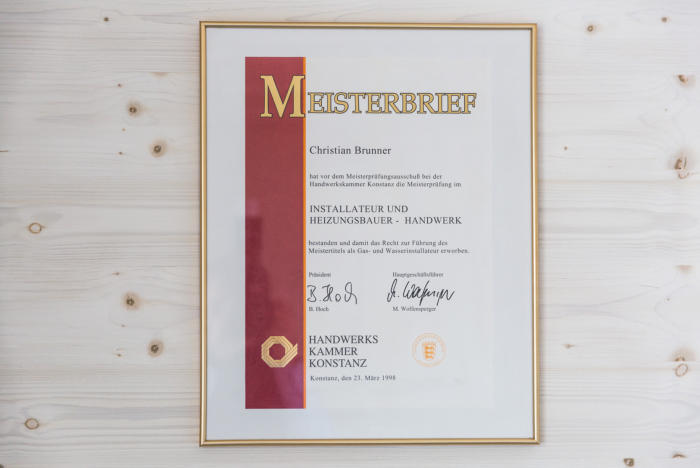 MEISTERBRIEF
Christian Brunner
hat vor dem Meisterprüfungsausschuß bei der
Handwerkskammer Konstanz die Meisterprüfung im
INSTALLATEUR UND
HEIZUNGSBAUER - HANDWERK
bestanden und damit das Recht zur Führung des
Meistertitels als Gas- und Wasserinstallateur erworben.
Präsident Hauptgeschäftsführer
B. Hoch
B. Hoch M. Wolfensperger
HANDWERKS
KAMMER
KONSTANZ
Konstanz, den 23. März 1998